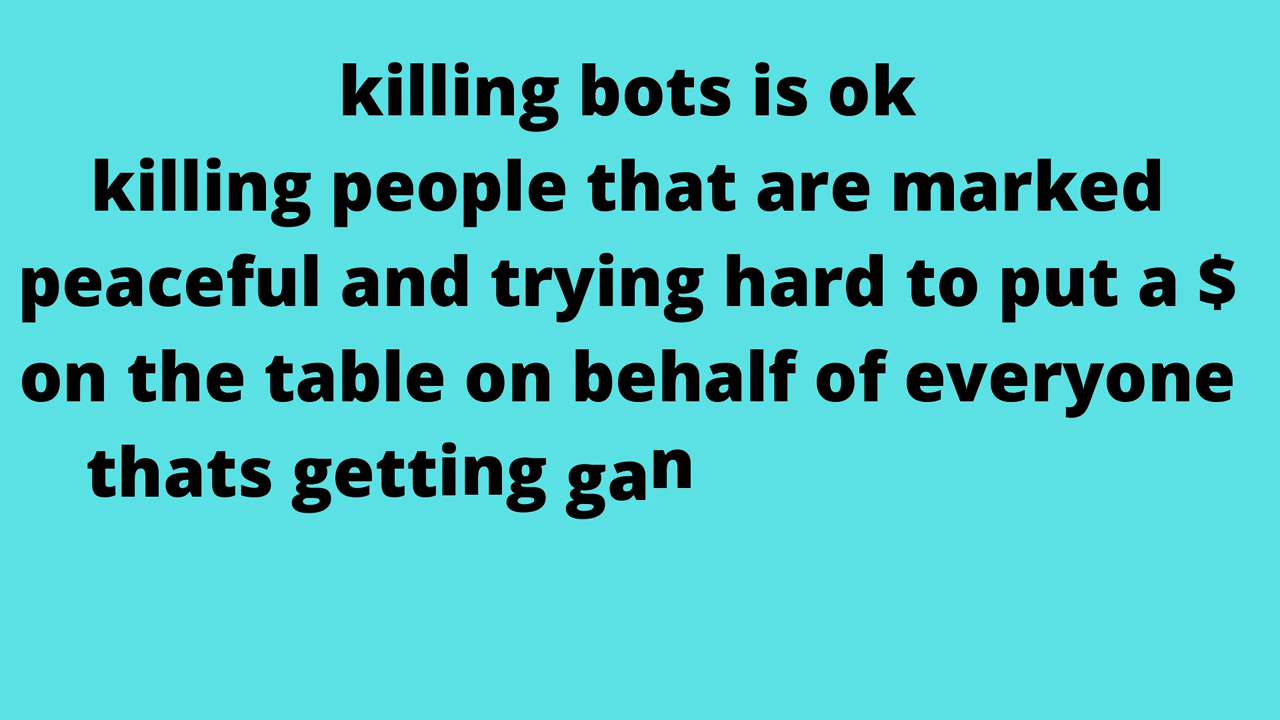 killing bots is ok
killing people that are marked
peaceful and trying hard to put a $
on the table on behalf of everyone
thats getting gan